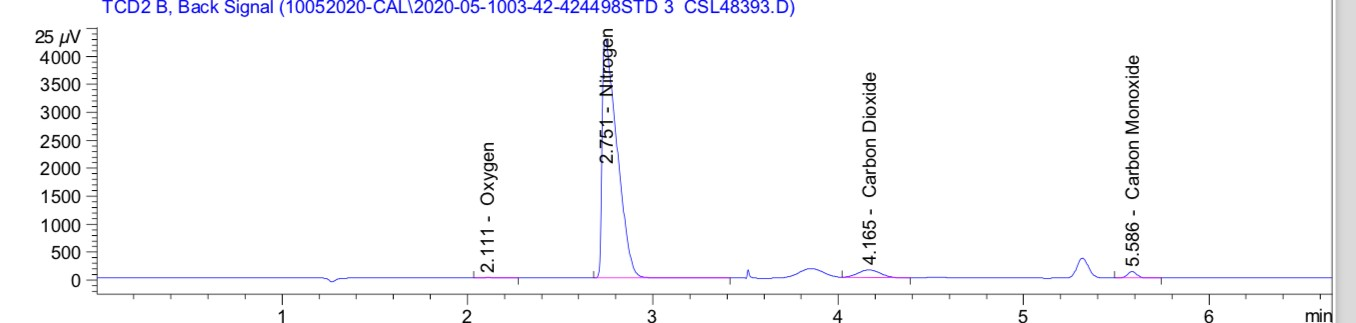 TCD2 B, Back Signal (10052020-CAL\2020-05-1003-42-424498STD 3 CSL48393.D)
25 µV
4000
3500
3000
2500
2000
1500
1000
500
0
2.111 - Oxygen
2.751 - Nitrogen
4.165 - Carbon Dioxide
5.586 - Carbon Monoxide
1 2 3 4 5 6 min